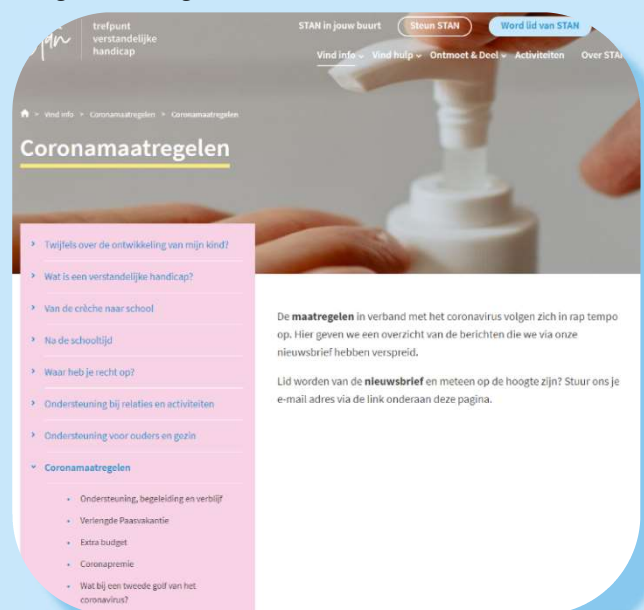 stan
trefpunt
verstandelijke
handicap
STAN in jouw buurt
Steun STAN
Word lid van STAN
Vind info
Vind hulp
Ontmoet & Deel
Activiteiten
Over STAN
> Vind info > Coronamaatregelen > Coronamaatregelen
Coronamaatregelen
Twijfels over de ontwikkeling van mijn kind?
Wat is een verstandelijke handicap?
Van de crèche naar school
Na de schooltijd
Waar heb je recht op?
Ondersteuning bij relaties en activiteiten
Ondersteuning voor ouders en gezin
Coronamaatregelen
Ondersteuning, begeleiding en verblijf
Verlengde Paasvakantie
Extra budget
Coronapremie
Wat bij een tweede golf van het
coronavirus?
De maatregelen in verband met het coronavirus volgen zich in rap tempo
op. Hier geven we een overzicht van de berichten die we via onze
nieuwsbrief hebben verspreid.
Lid worden van de nieuwsbrief en meteen op de hoogte zijn? Stuur ons je
e-mail adres via de link onderaan deze pagina.